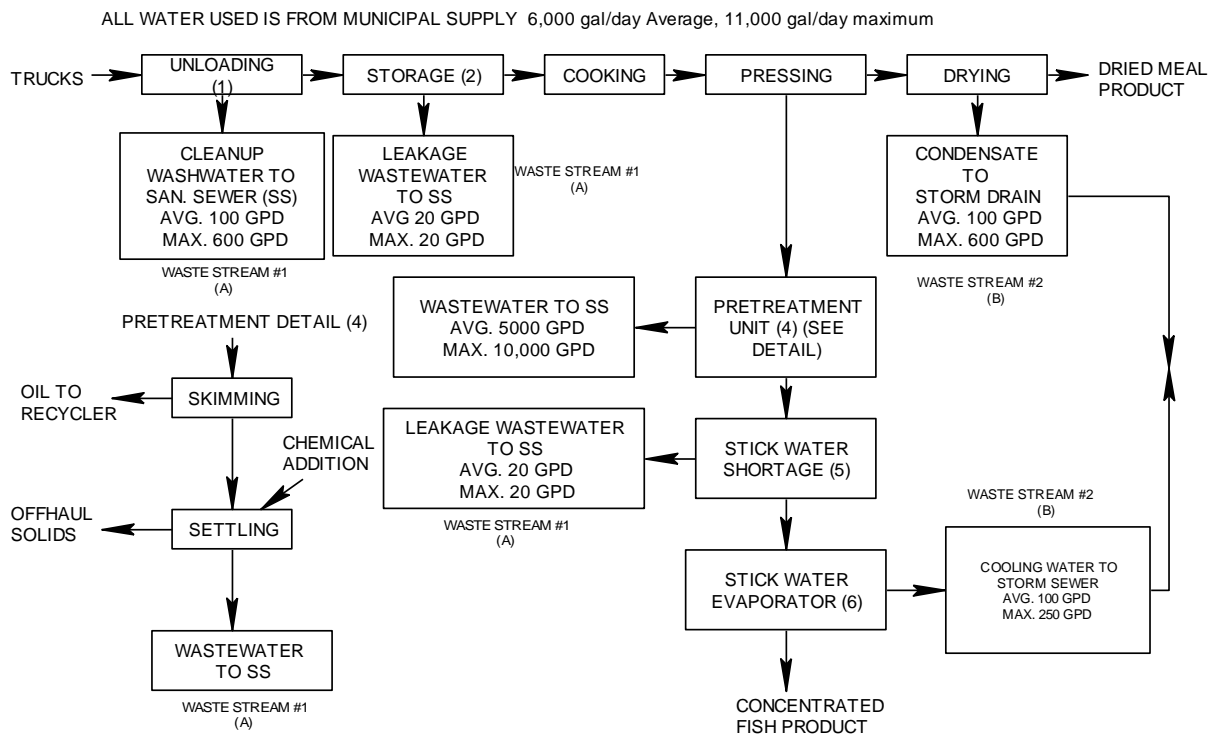 ALL WATER USED IS FROM MUNICIPAL SUPPLY 6,000 gal/day Average, 11,000 gal/day maximum
TRUCKS
UNLOADING
(1)
STORAGE (2)
COOKING
PRESSING
DRYING
DRIED MEAL
PRODUCT
CLEANUP
WASHWATER TO
SAN. SEWER (SS)
AVG. 100 GPD
MAX. 600 GPD
WASTE STREAM #1
(A)
LEAKAGE
WASTEWATER
TO SS
AVG 20 GPD
MAX. 20 GPD
WASTE STREAM #1
(A)
CONDENSATE
TO
STORM DRAIN
AVG. 100 GPD
MAX. 600 GPD
WASTE STREAM #2
(B)
WASTEWATER TO SS
AVG. 5000 GPD
MAX. 10,000 GPD
PRETREATMENT
UNIT (4) (SEE
DETAIL)
PRETREATMENT DETAIL (4)
OIL TO
RECYCLER
SKIMMING
CHEMICAL
ADDITION
LEAKAGE WASTEWATER
TO SS
AVG. 20 GPD
MAX. 20 GPD
WASTE STREAM #1
(A)
STICK WATER
SHORTAGE (5)
OFFHAUL
SOLIDS
SETTLING
WASTE STREAM #2
(B)
STICK WATER
EVAPORATOR (6)
COOLING WATER TO
STORM SEWER
AVG. 100 GPD
MAX. 250 GPD
WASTEWATER
TO SS
WASTE STREAM #1
(A)
CONCENTRATED
FISH PRODUCT